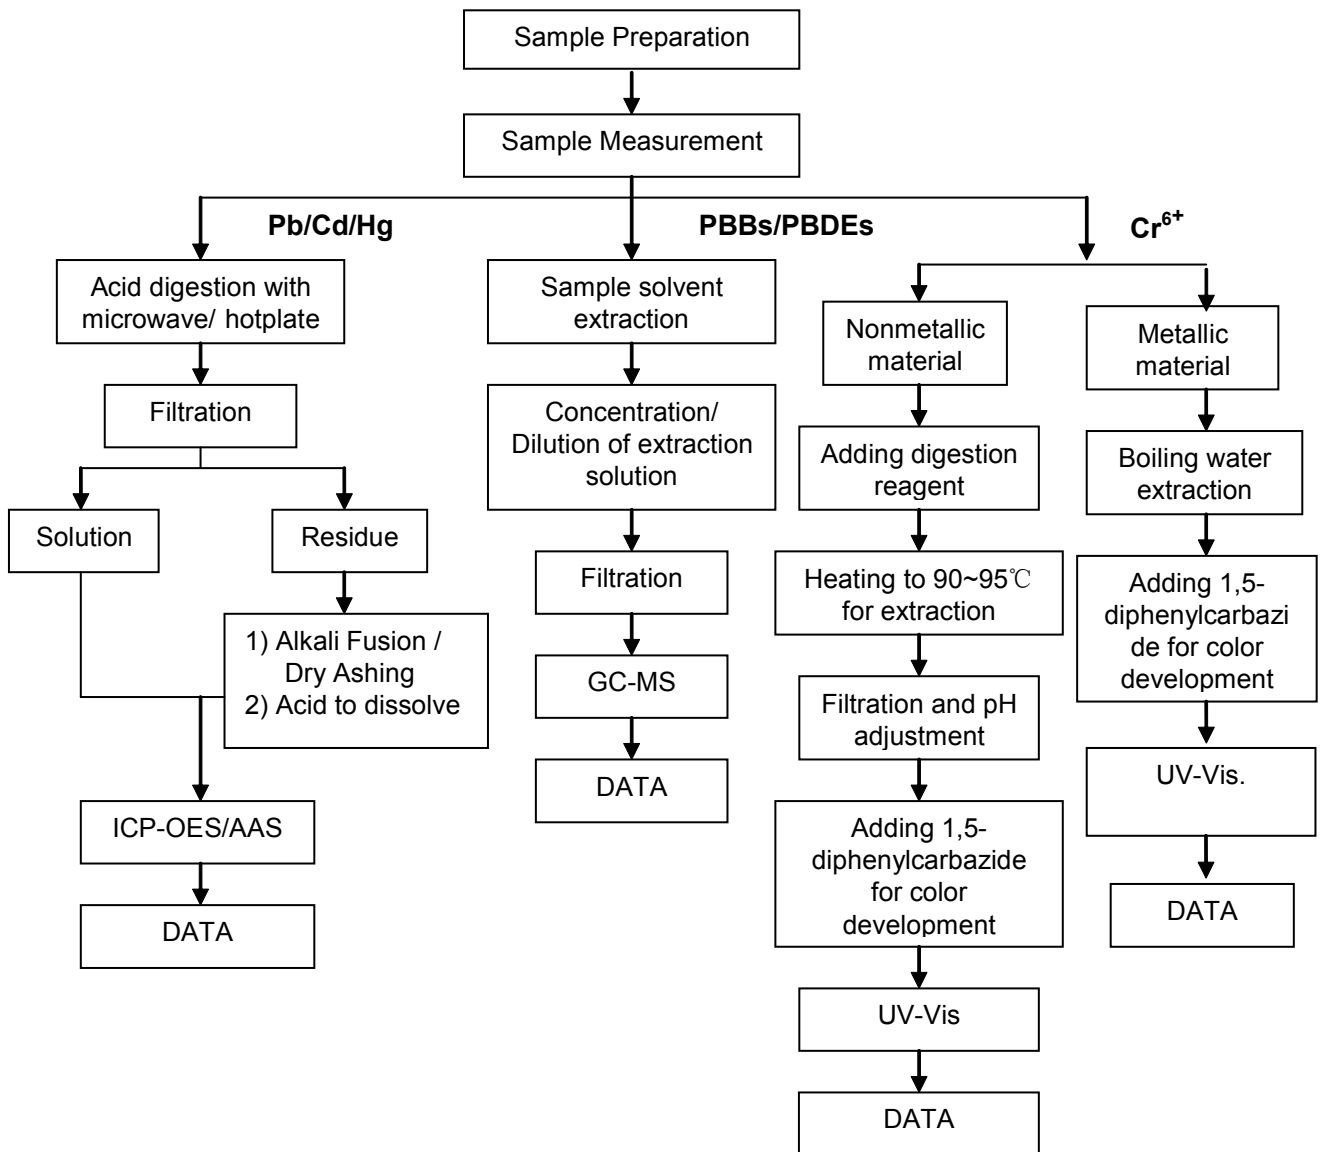 Sample Preparation
Sample Measurement
Pb/Cd/Hg
PBBs/PBDEs
Cr⁶⁺
Acid digestion with
microwave/ hotplate
Filtration
Solution
Residue
1) Alkali Fusion /
Dry Ashing
2) Acid to dissolve
ICP-OES/AAS
DATA
Sample solvent
extraction
Concentration/
Dilution of extraction
solution
Filtration
GC-MS
DATA
Nonmetallic
material
Adding digestion
reagent
Heating to 90~95℃
for extraction
Filtration and pH
adjustment
Adding 1,5-
diphenylcarbazide
for color
development
UV-Vis
DATA
Metallic
material
Boiling water
extraction
Adding 1,5-
diphenylcarbazi
de for color
development
UV-Vis.
DATA